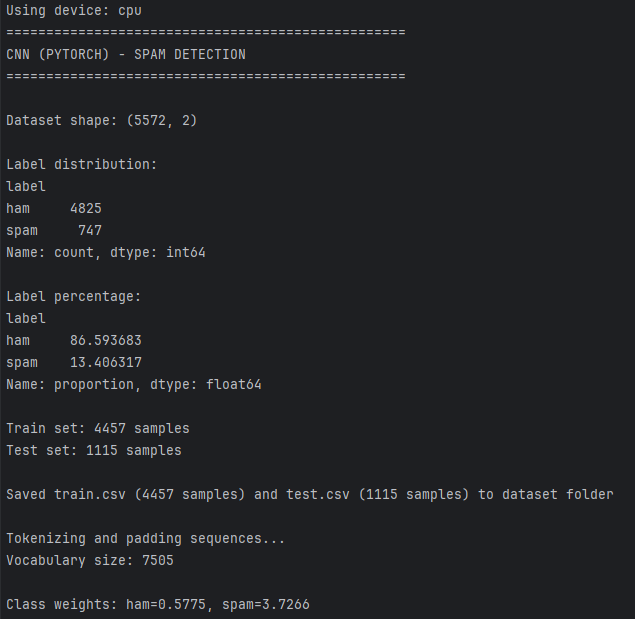 Using device: cpu
==================================================
CNN (PYTORCH) - SPAM DETECTION
==================================================
Dataset shape: (5572, 2)
Label distribution:
label
ham     4825
spam     747
Name: count, dtype: int64
Label percentage:
label
ham     86.593683
spam    13.406317
Name: proportion, dtype: float64
Train set: 4457 samples
Test set: 1115 samples
Saved train.csv (4457 samples) and test.csv (1115 samples) to dataset folder
Tokenizing and padding sequences...
Vocabulary size: 7505
Class weights: ham=0.5775, spam=3.7266